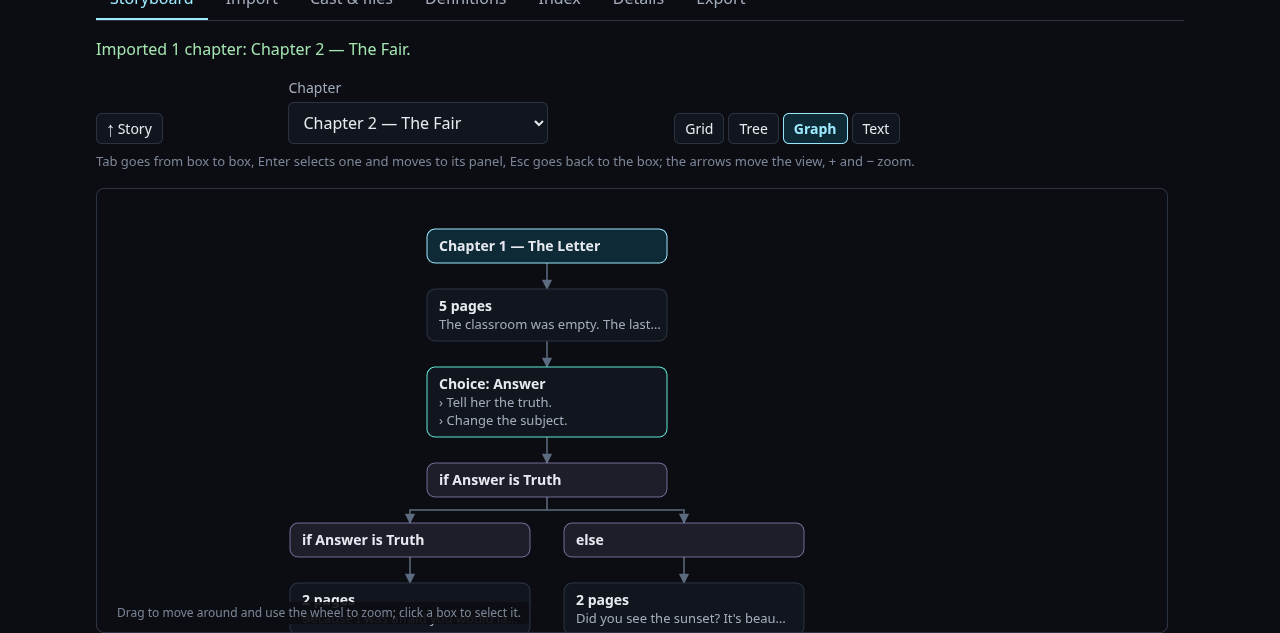 Storyboard Import Cast & files Definitions Index Details Export
Imported 1 chapter: Chapter 2 — The Fair.
Chapter
↑ Story
Chapter 2 — The Fair
Grid Tree Graph Text
Tab goes from box to box, Enter selects one and moves to its panel, Esc goes back to the box; the arrows move the view, + and − zoom.
Chapter 1 — The Letter
5 pages
The classroom was empty. The last...
Choice: Answer
› Tell her the truth.
› Change the subject.
if Answer is Truth
if Answer is Truth
else
2 pages
2 pages
Drag to move around and use the wheel to zoom; click a box to select it.
Did you see the sunset? It's beau...